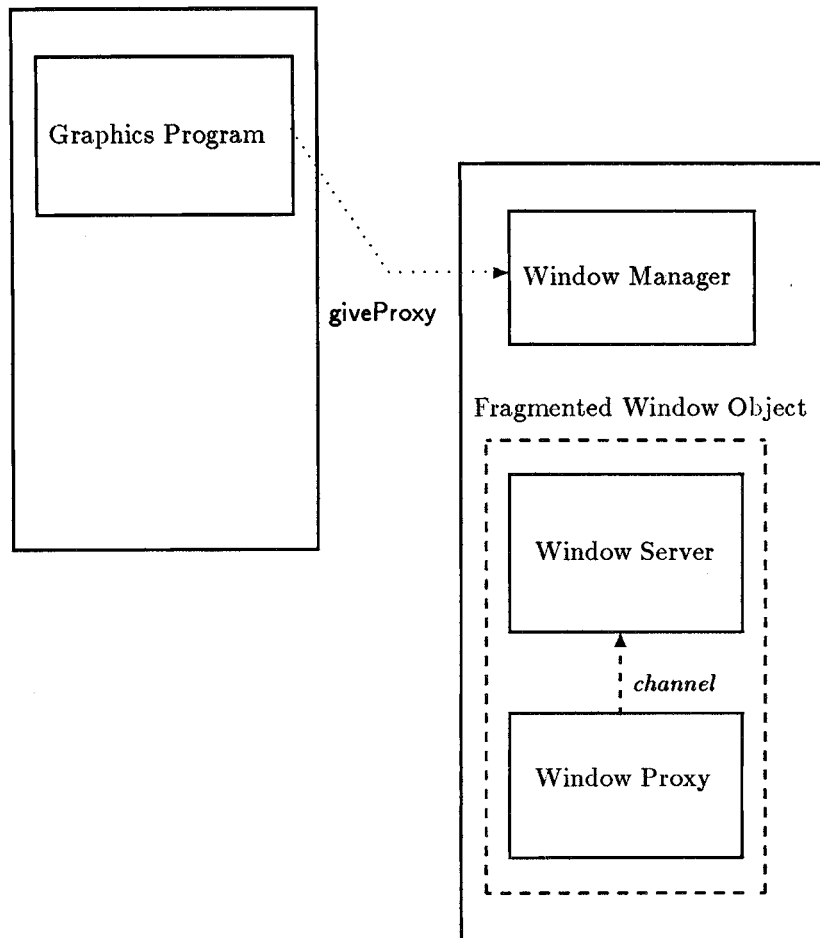 Graphics Program
giveProxy
Window Manager
Fragmented Window Object
Window Server
channel
Window Proxy